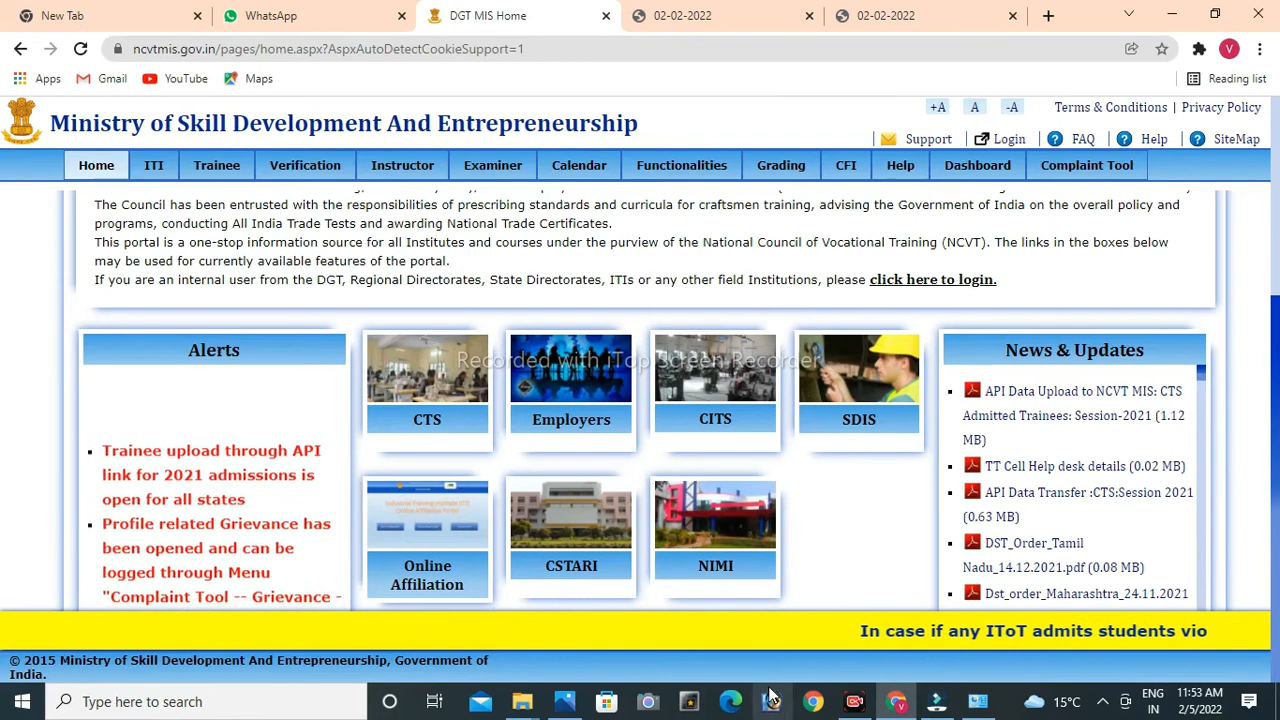 New Tab
WhatsApp
DGT MIS Home
02-02-2022
02-02-2022
ncvtmis.gov.in/pages/home.aspx?AspxAutoDetectCookieSupport=1
V
Apps
Gmail
YouTube
Maps
Reading list
+A A -A Terms & Conditions | Privacy Policy
Ministry of Skill Development And Entrepreneurship
| Support | Login | FAQ | Help | SiteMap
Home ITI Trainee Verification Instructor Examiner Calendar Functionalities Grading CFI Help Dashboard Complaint Tool
The Council has been entrusted with the responsibilities of prescribing standards and curricula for craftsmen training, advising the Government of India on the overall policy and
programs, conducting All India Trade Tests and awarding National Trade Certificates.
This portal is a one-stop information source for all Institutes and courses under the purview of the National Council of Vocational Training (NCVT). The links in the boxes below
may be used for currently available features of the portal.
If you are an internal user from the DGT, Regional Directorates, State Directorates, ITIs or any other field Institutions, please click here to login.
Alerts
Trainee upload through API
link for 2021 admissions is
open for all states
Profile related Grievance has
been opened and can be
logged through Menu
"Complaint Tool -- Grievance -
Recorded with iTop Screen Recorder
CTS
Employers
CITS
SDIS
Online
Affiliation
CSTARI
NIMI
News & Updates
API Data Upload to NCVT MIS: CTS
Admitted Trainees: Session-2021 (1.12
MB)
TT Cell Help desk details (0.02 MB)
API Data Transfer :CTS:Session 2021
(0.63 MB)
DST_Order_Tamil
Nadu_14.12.2021.pdf (0.08 MB)
Dst_order_Maharashtra_24.11.2021
In case if any IToT admits students vio
© 2015 Ministry of Skill Development And Entrepreneurship, Government of
India.
Type here to search
15°C
ENG
IN
11:53 AM
2/5/2022